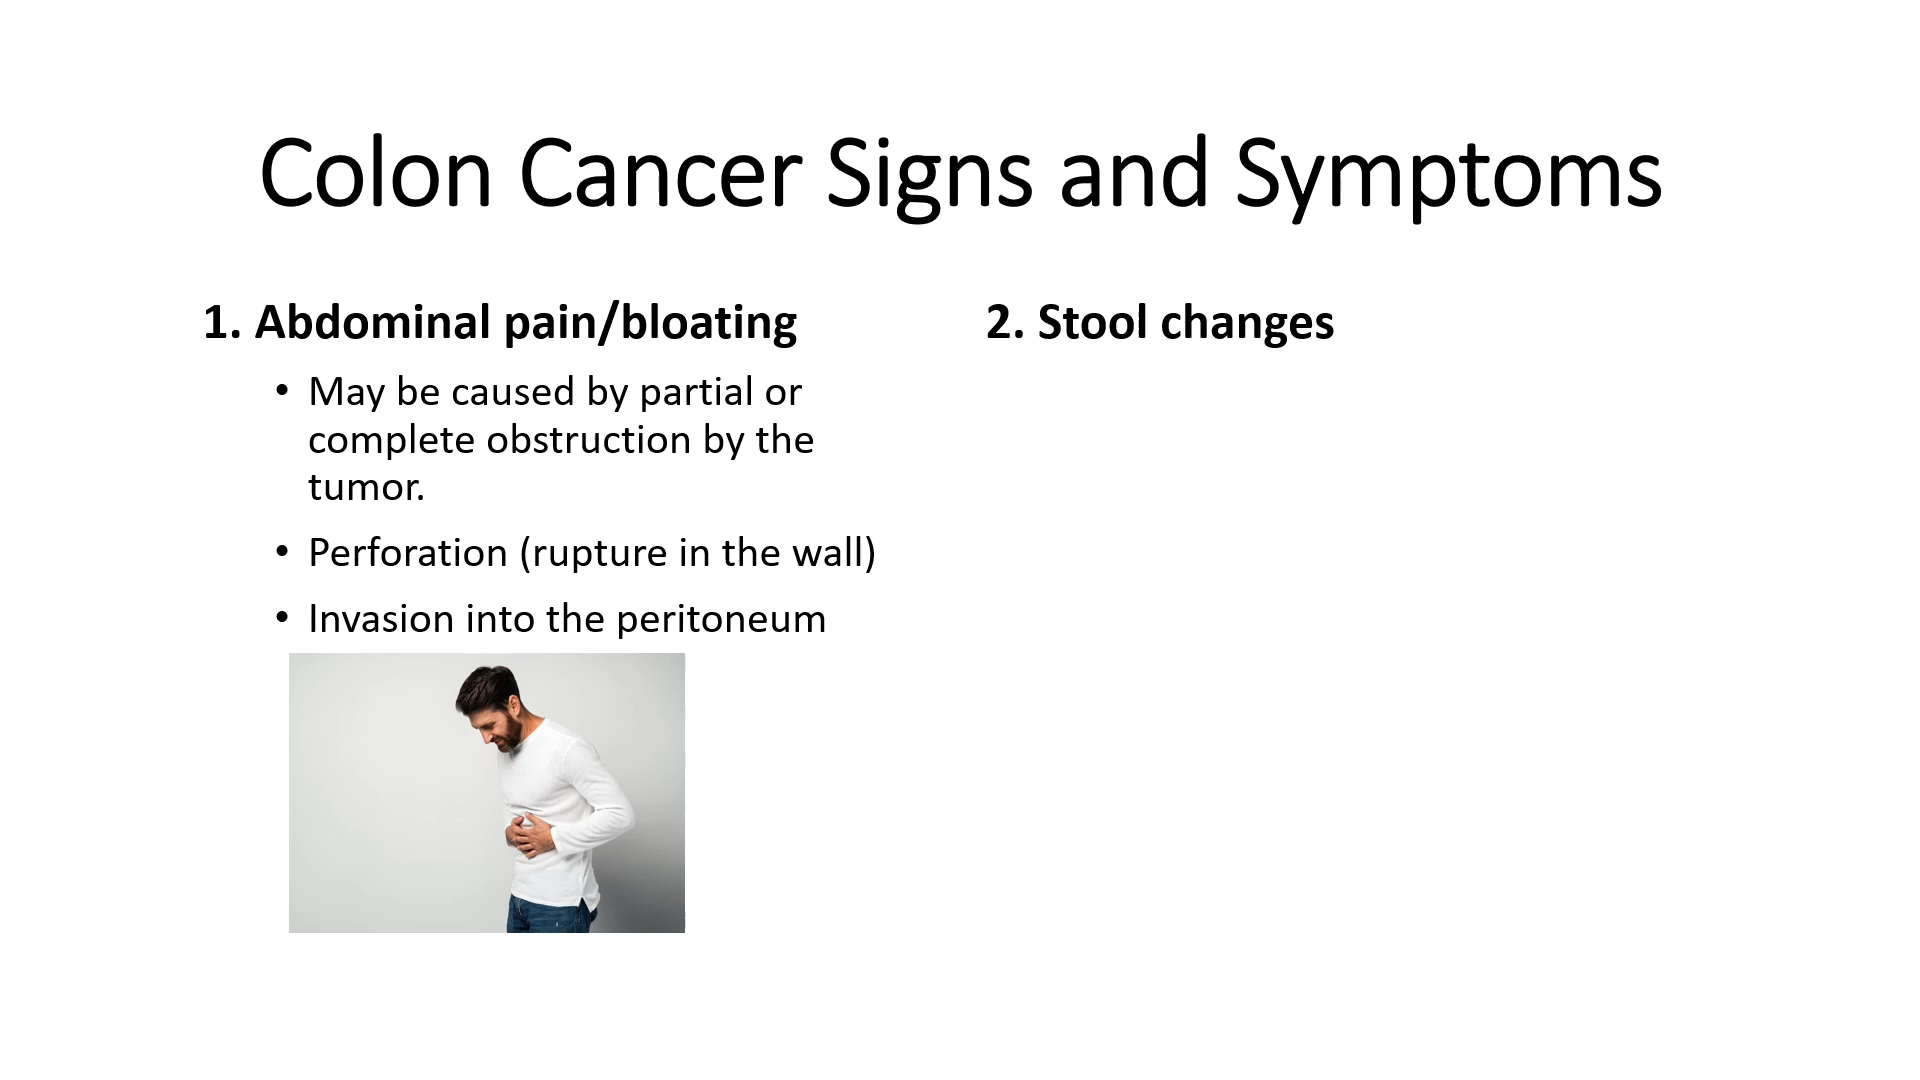 Colon Cancer Signs and Symptoms
1. Abdominal pain/bloating
• May be caused by partial or
complete obstruction by the
tumor.
• Perforation (rupture in the wall)
• Invasion into the peritoneum
2. Stool changes